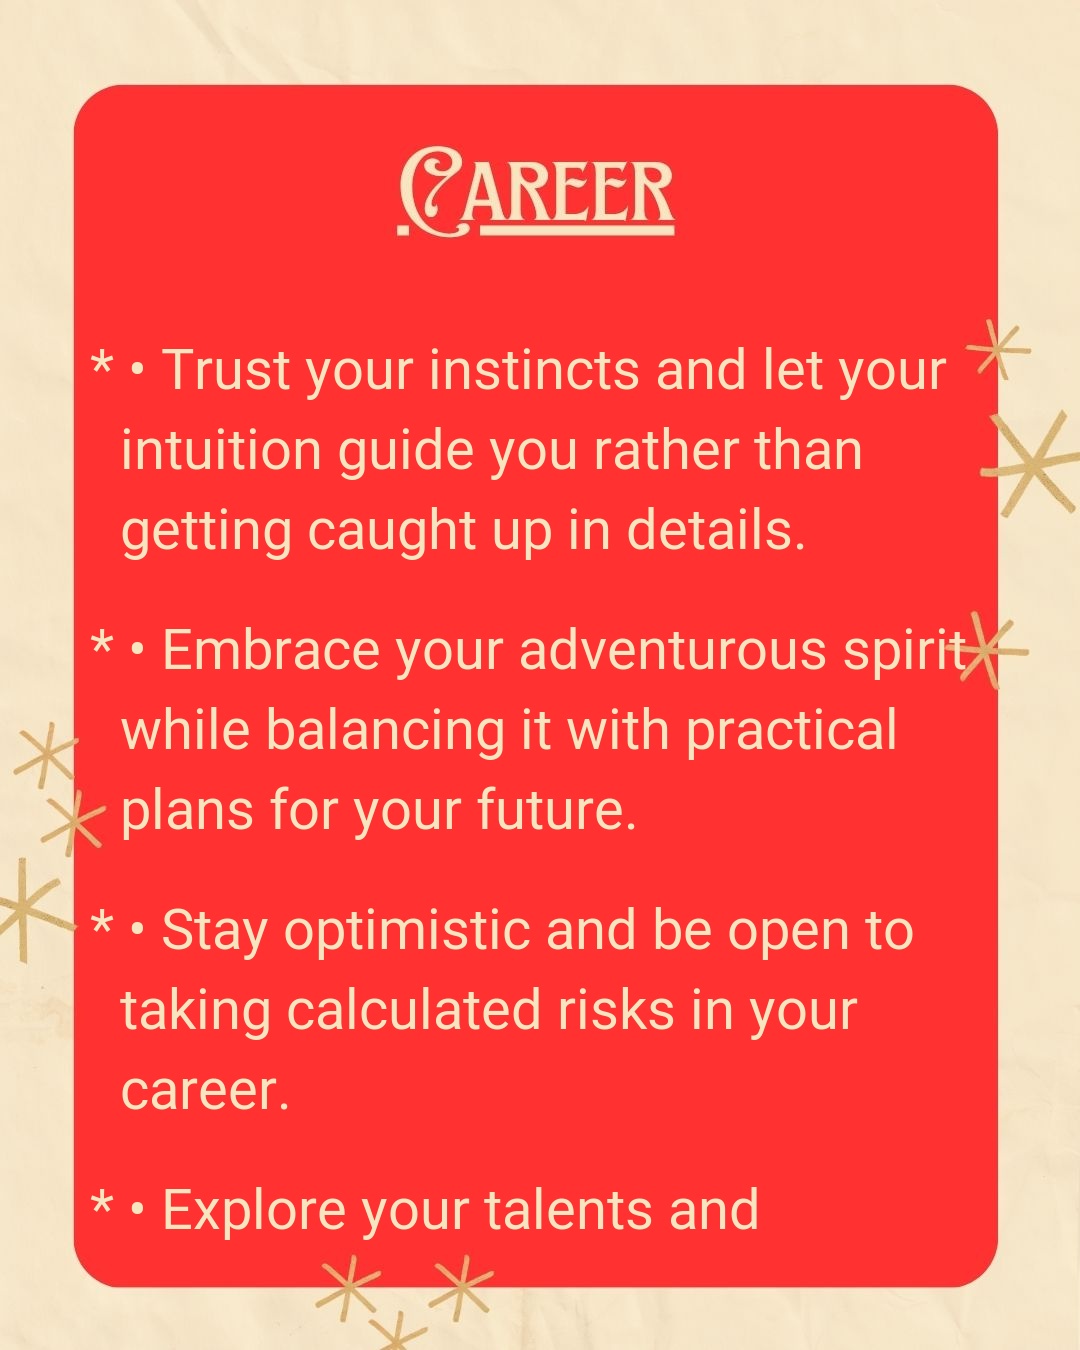 Career
* • Trust your instincts and let your
intuition guide you rather than
getting caught up in details.
* • Embrace your adventurous spirit
while balancing it with practical
plans for your future.
* • Stay optimistic and be open to
taking calculated risks in your
career.
* • Explore your talents and